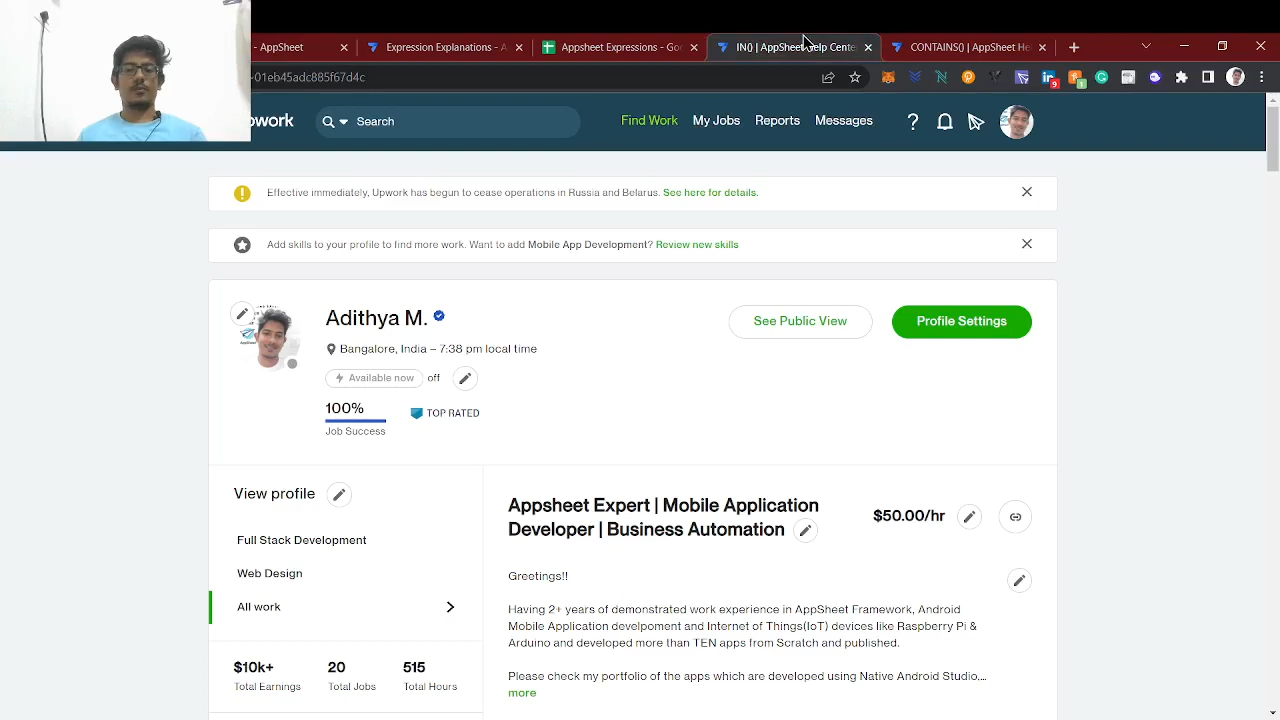 - AppSheet
Expression Explanations - A
Appsheet Expressions - Goo
IN() | AppSheet Help Cente
CONTAINS() | AppSheet He
01eb45adc885f67d4c
9
1
pwork
Search
Find Work
My Jobs
Reports
Messages
?
Effective immediately, Upwork has begun to cease operations in Russia and Belarus. See here for details.
Add skills to your profile to find more work. Want to add Mobile App Development? Review new skills
Adithya M.
See Public View
Profile Settings
Bangalore, India – 7:38 pm local time
Available now off
100%
TOP RATED
Job Success
View profile
Full Stack Development
Web Design
All work
$10k+ 20 515
Total Earnings Total Jobs Total Hours
Appsheet Expert | Mobile Application
Developer | Business Automation
$50.00/hr
Greetings!!
Having 2+ years of demonstrated work experience in AppSheet Framework, Android
Mobile Application develpoment and Internet of Things(IoT) devices like Raspberry Pi &
Arduino and developed more than TEN apps from Scratch and published.
Please check my portfolio of the apps which are developed using Native Android Studio....
more